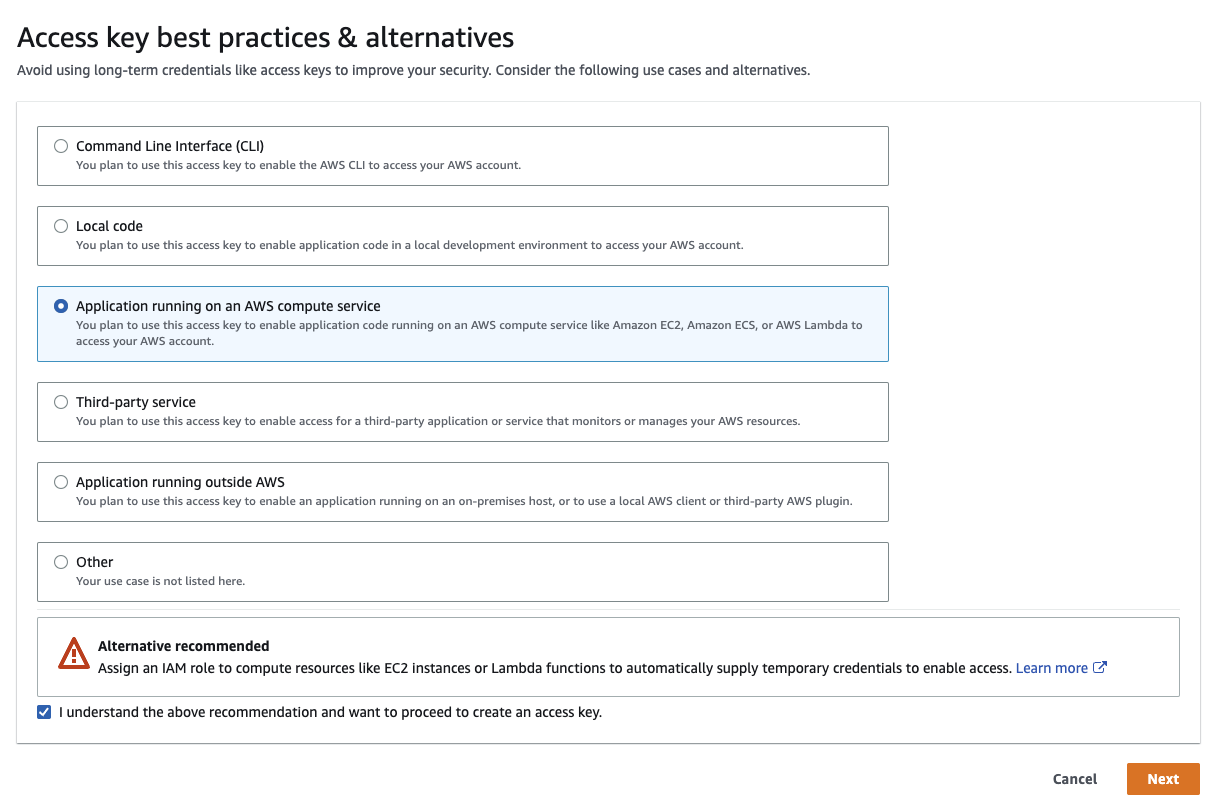 Access key best practices & alternatives
Avoid using long-term credentials like access keys to improve your security. Consider the following use cases and alternatives.
Command Line Interface (CLI)
You plan to use this access key to enable the AWS CLI to access your AWS account.
Local code
You plan to use this access key to enable application code in a local development environment to access your AWS account.
Application running on an AWS compute service
You plan to use this access key to enable application code running on an AWS compute service like Amazon EC2, Amazon ECS, or AWS Lambda to
access your AWS account.
Third-party service
You plan to use this access key to enable access for a third-party application or service that monitors or manages your AWS resources.
Application running outside AWS
You plan to use this access key to enable an application running on an on-premises host, or to use a local AWS client or third-party AWS plugin.
Other
Your use case is not listed here.
Alternative recommended
Assign an IAM role to compute resources like EC2 instances or Lambda functions to automatically supply temporary credentials to enable access. Learn more
I understand the above recommendation and want to proceed to create an access key.
Cancel Next